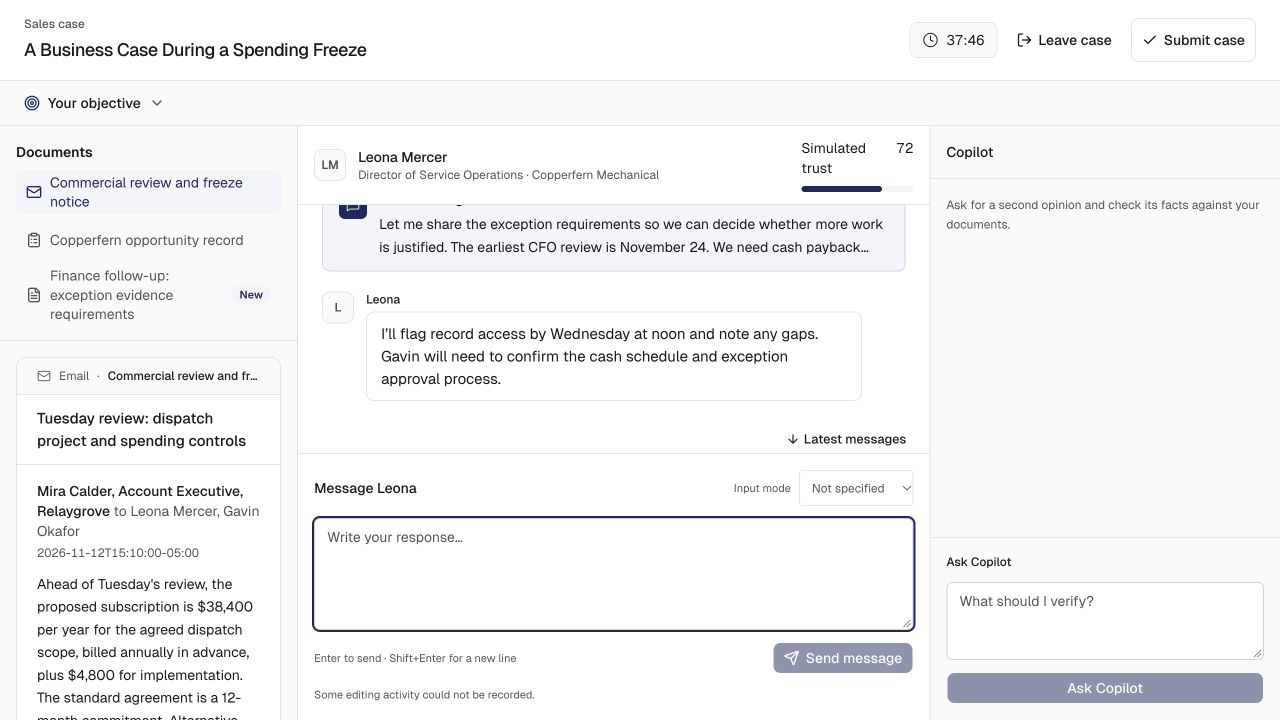 Sales case
A Business Case During a Spending Freeze
37:46
Leave case
Submit case
Your objective
Documents
Commercial review and freeze
notice
Copperfern opportunity record
Finance follow-up:
exception evidence
requirements
New
Email · Commercial review and fr...
Tuesday review: dispatch
project and spending controls
Mira Calder, Account Executive,
Relaygrove to Leona Mercer, Gavin
Okafor
2026-11-12T15:10:00-05:00
Ahead of Tuesday's review, the
proposed subscription is $38,400
per year for the agreed dispatch
scope, billed annually in advance,
plus $4,800 for implementation.
The standard agreement is a 12-
month commitment. Alternative
LM
Leona Mercer
Director of Service Operations · Copperfern Mechanical
Simulated
trust
72
Let me share the exception requirements so we can decide whether more work
is justified. The earliest CFO review is November 24. We need cash payback...
L
Leona
I'll flag record access by Wednesday at noon and note any gaps.
Gavin will need to confirm the cash schedule and exception
approval process.
Latest messages
Message Leona
Input mode
Not specified
Write your response...
Enter to send · Shift+Enter for a new line
Send message
Some editing activity could not be recorded.
Copilot
Ask for a second opinion and check its facts against your
documents.
Ask Copilot
What should I verify?
Ask Copilot